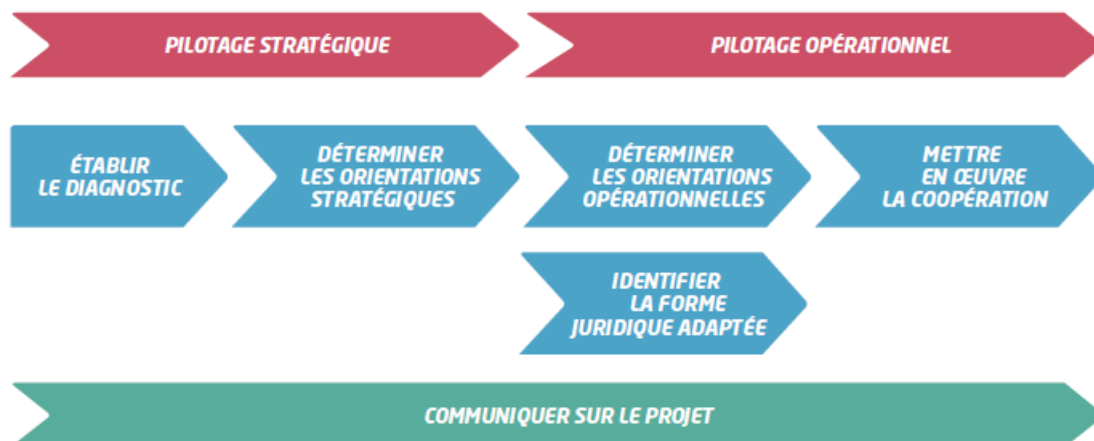 PILOTAGE STRATÉGIQUE
PILOTAGE OPÉRATIONNEL
ÉTABLIR
LE DIAGNOSTIC
DÉTERMINER
LES ORIENTATIONS
STRATÉGIQUES
DÉTERMINER
LES ORIENTATIONS
OPÉRATIONNELLES
METTRE
EN ŒUVRE
LA COOPÉRATION
IDENTIFIER
LA FORME
JURIDIQUE ADAPTÉE
COMMUNIQUER SUR LE PROJET